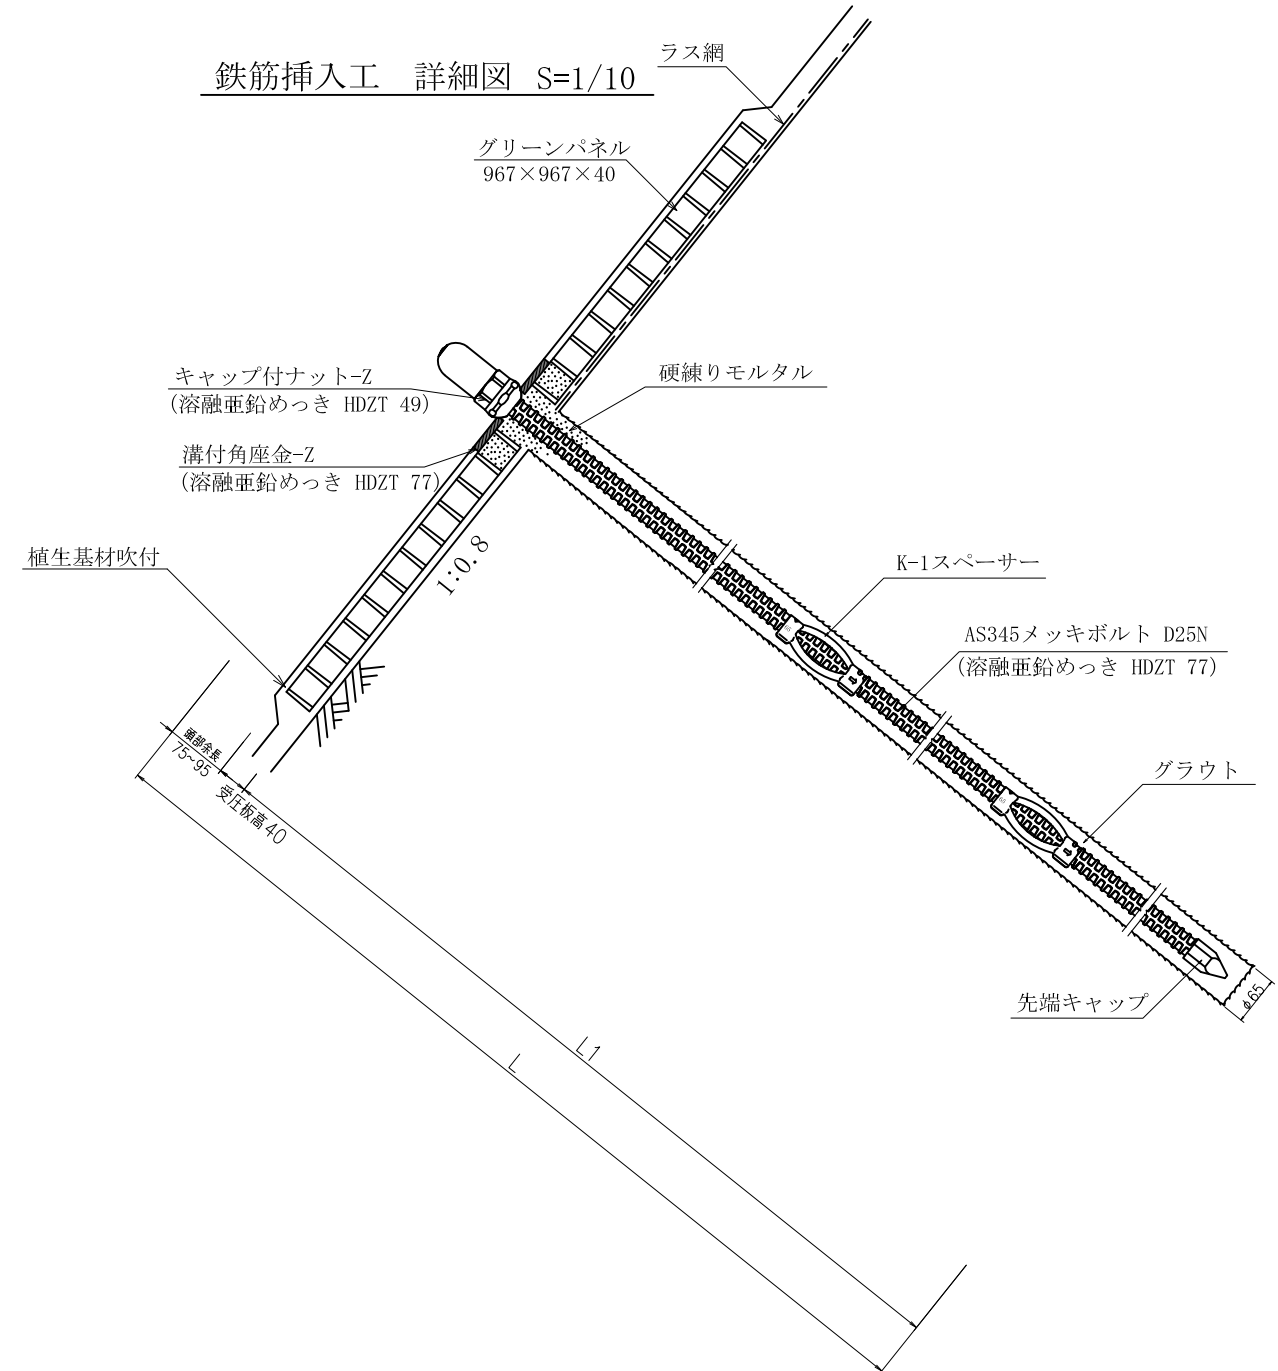 鉄筋挿入工　詳細図 S=1/10
ラス網
グリーンパネル
967×967×40
キャップ付ナット-Z
(溶融亜鉛めっき HDZT 49)
硬練りモルタル
溝付角座金-Z
(溶融亜鉛めっき HDZT 77)
1:0.8
植生基材吹付
K-1スペーサー
AS345メッキボルト D25N
(溶融亜鉛めっき HDZT 77)
頭部余長
75~95
受圧板高40
グラウト
先端キャップ
φ65
L1
L